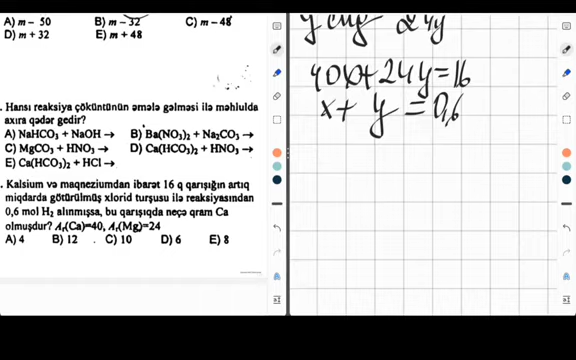 A) m – 50 B) m – 32 C) m – 48
D) m + 32 E) m + 48
. Hansı reaksiya çöküntünün əmələ gəlməsi ilə məhlulda
axıra qədər gedir?
A) NaHCO₃ + NaOH → B) Ba(NO₃)₂ + Na₂CO₃ →
C) MgCO₃ + HNO₃ → D) Ca(HCO₃)₂ + HNO₃ →
E) Ca(HCO₃)₂ + HCl →
. Kalsium və maqneziumdan ibarət 16 q qarışığın artıq
miqdarda götürülmüş xlorid turşusu ilə reaksiyasından
0,6 mol H₂ alınmışsa, bu qarışıqda neçə qram Ca
olmuşdur? Aᵣ(Ca)=40, Aᵣ(Mg)=24
A) 4 B) 12 C) 10 D) 6 E) 8
24y
40x+24y=16
x+y=0,6